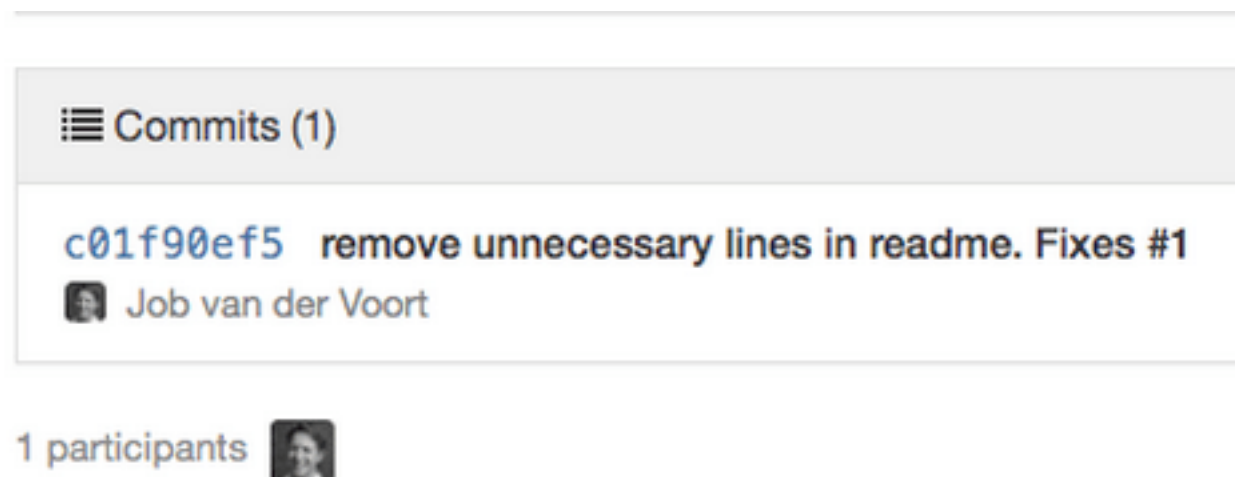 Commits (1)
c01f90ef5 remove unnecessary lines in readme. Fixes #1
Job van der Voort
1 participants